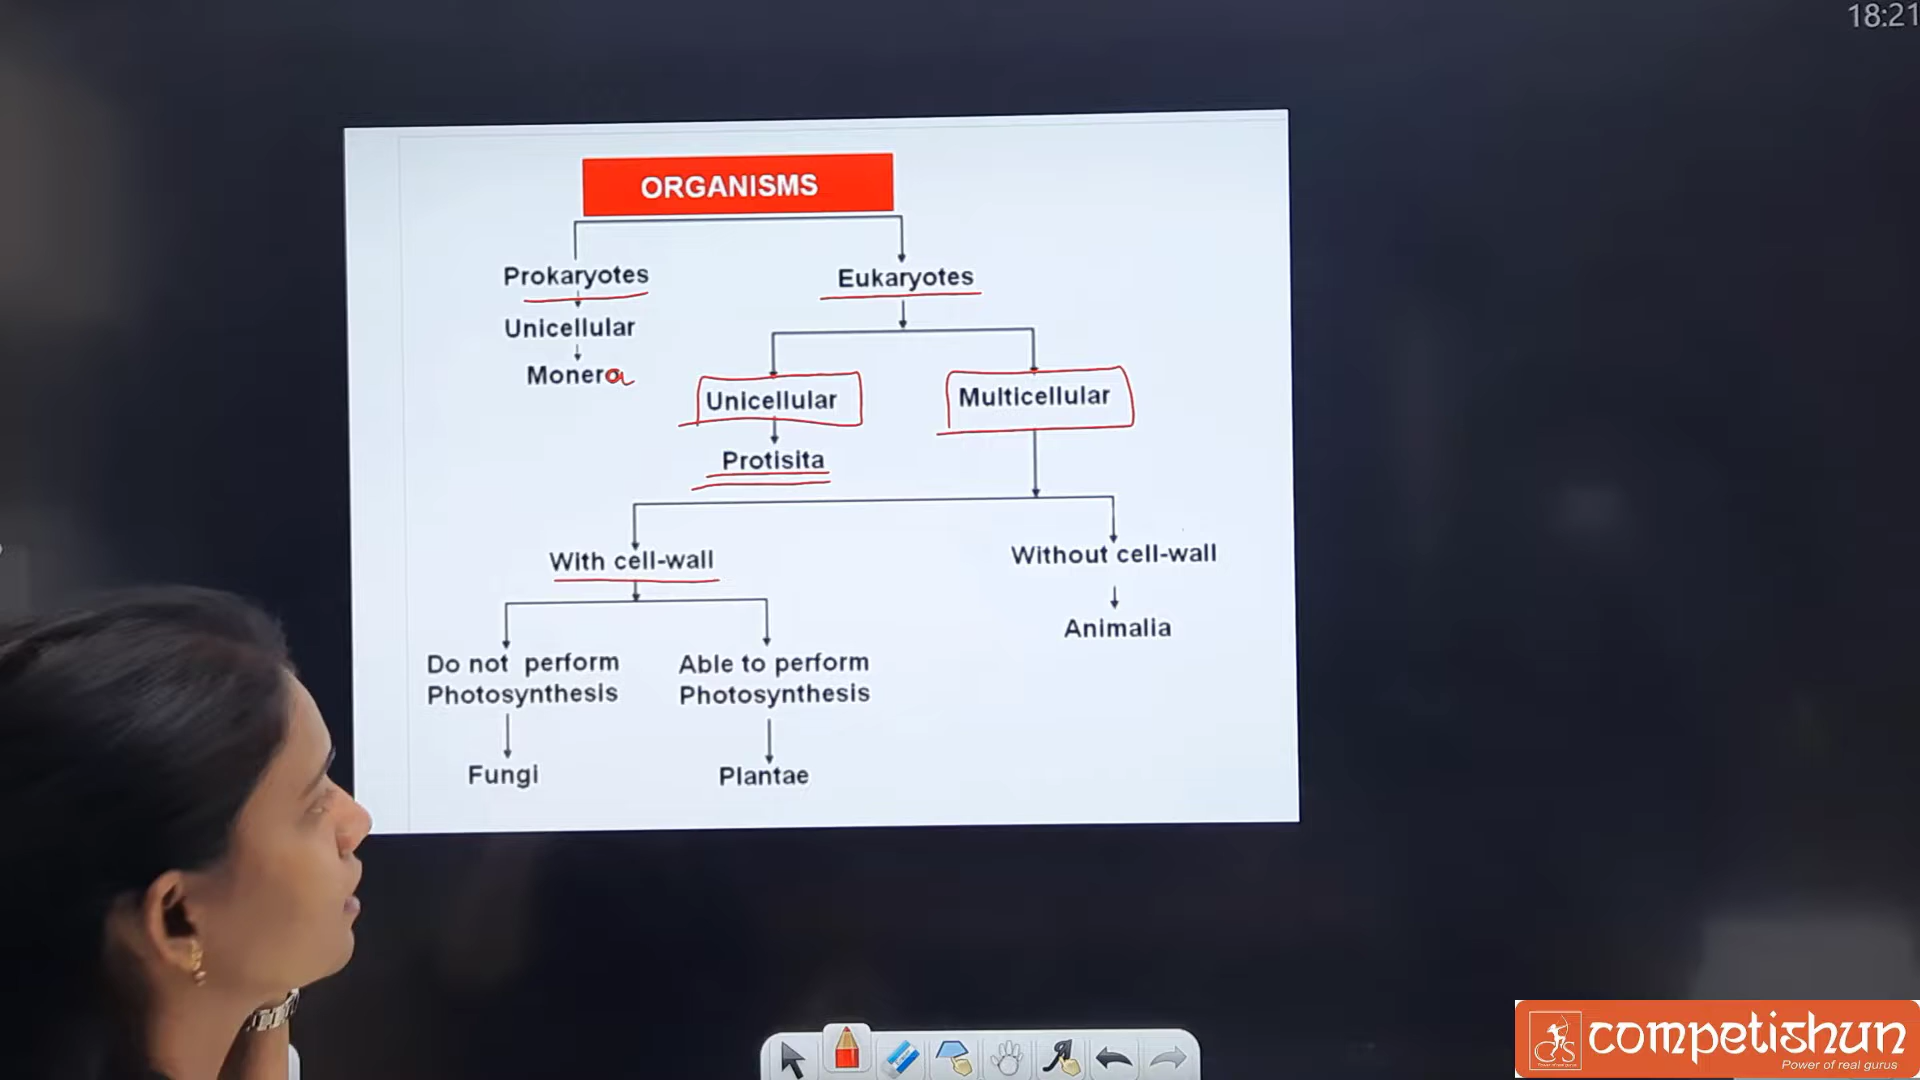 18:21
ORGANISMS
Prokaryotes
Eukaryotes
Unicellular
Monera
Unicellular
Multicellular
Protisita
With cell-wall
Without cell-wall
Animalia
Do not perform
Photosynthesis
Able to perform
Photosynthesis
Fungi
Plantae
competishun
Power of real gurus